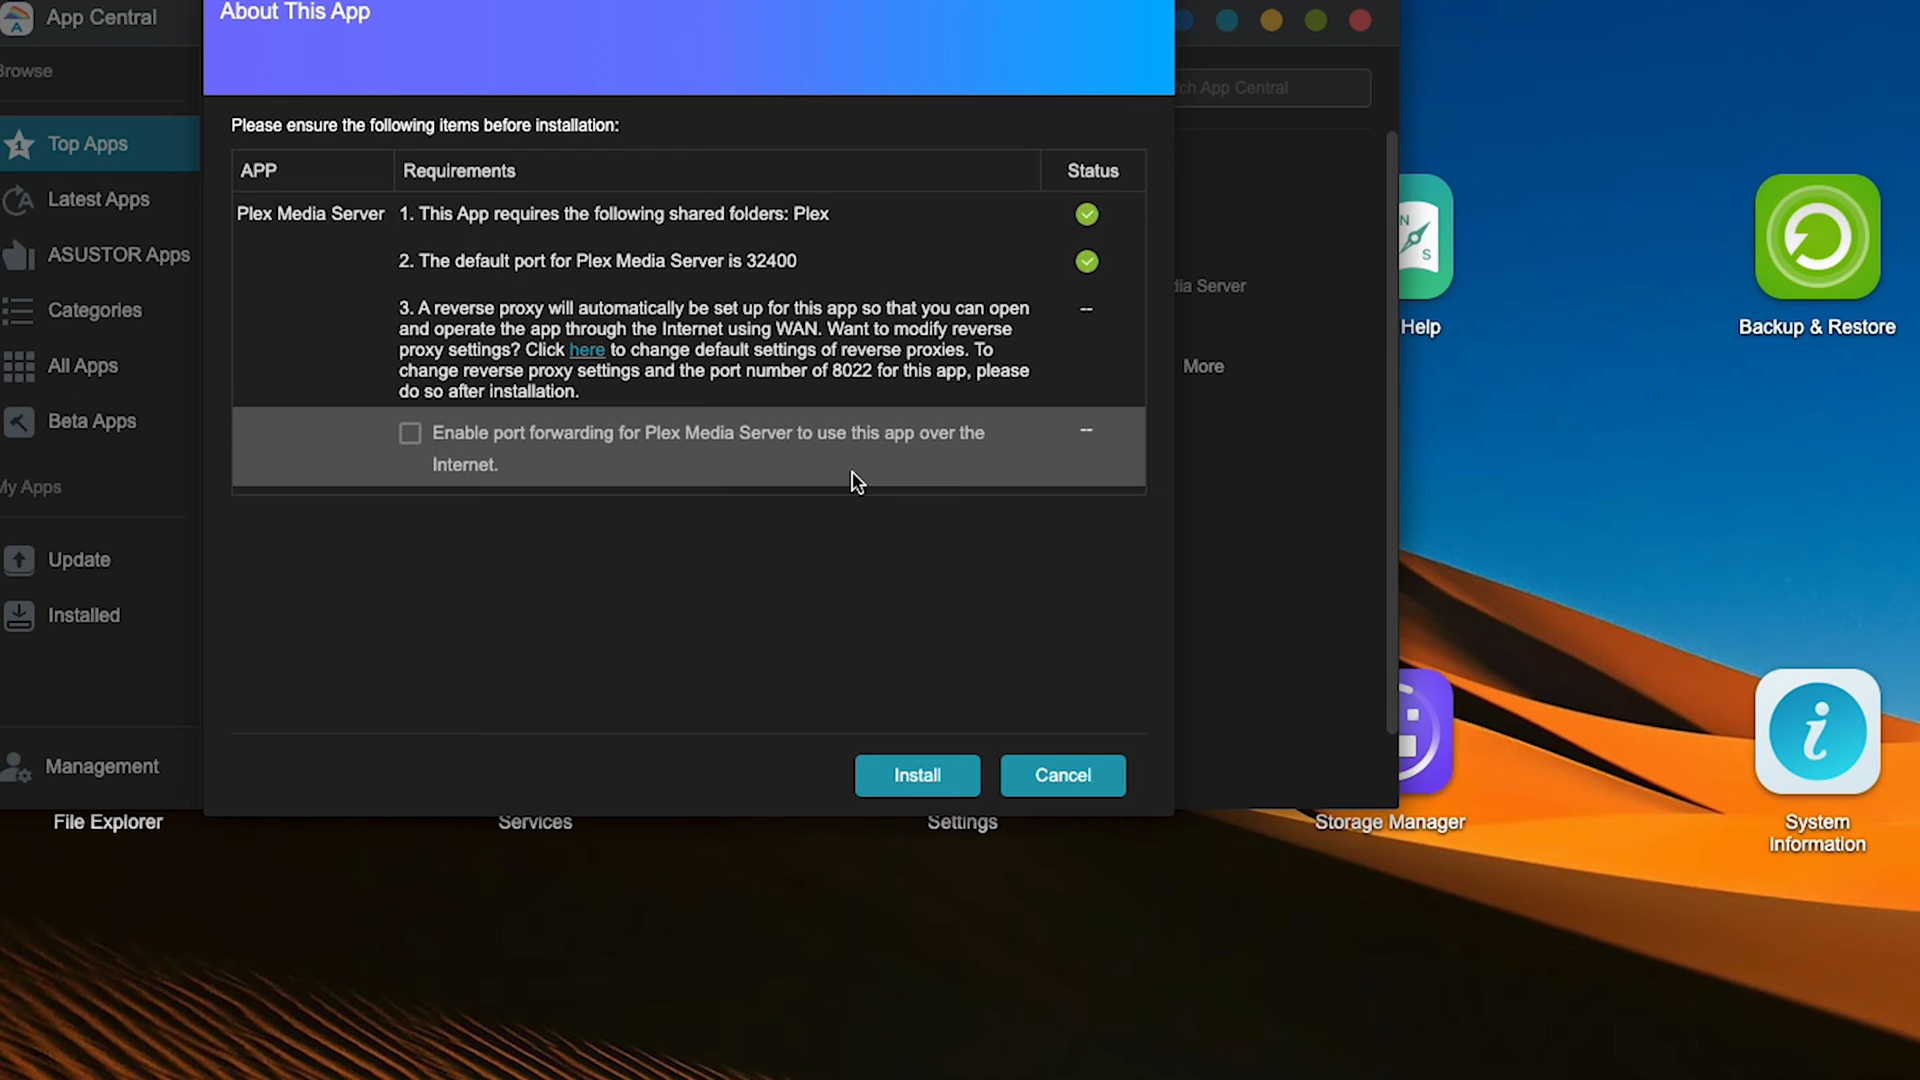 App Central
About This App
Browse
Top Apps
Latest Apps
ASUSTOR Apps
Categories
All Apps
Beta Apps
My Apps
Update
Installed
Management
Please ensure the following items before installation:
APP Requirements Status
Plex Media Server 1. This App requires the following shared folders: Plex
2. The default port for Plex Media Server is 32400
3. A reverse proxy will automatically be set up for this app so that you can open --
and operate the app through the Internet using WAN. Want to modify reverse
proxy settings? Click here to change default settings of reverse proxies. To
change reverse proxy settings and the port number of 8022 for this app, please
do so after installation.
Enable port forwarding for Plex Media Server to use this app over the --
Internet.
Install Cancel
rch App Central
dia Server
More
N
S
Help
Backup & Restore
File Explorer
Services
Settings
Storage Manager
i
System
Information